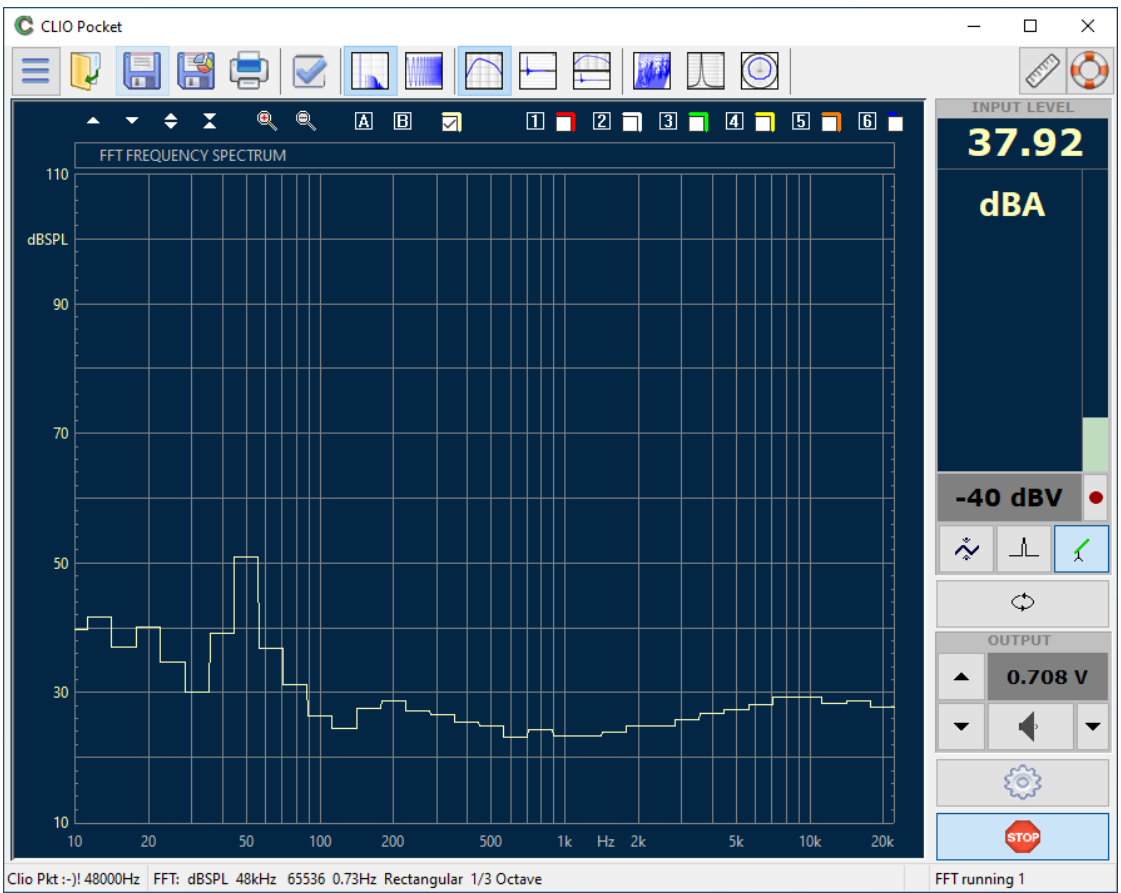 CLIO Pocket
A B 1 2 3 4 5 6
FFT FREQUENCY SPECTRUM
110
dBSPL
90
70
50
30
10
10 20 50 100 200 500 1k Hz 2k 5k 10k 20k
INPUT LEVEL
37.92
dBA
-40 dBV
OUTPUT
0.708 V
STOP
Clio Pkt :-)! 48000Hz FFT: dBSPL 48kHz 65536 0.73Hz Rectangular 1/3 Octave FFT running 1